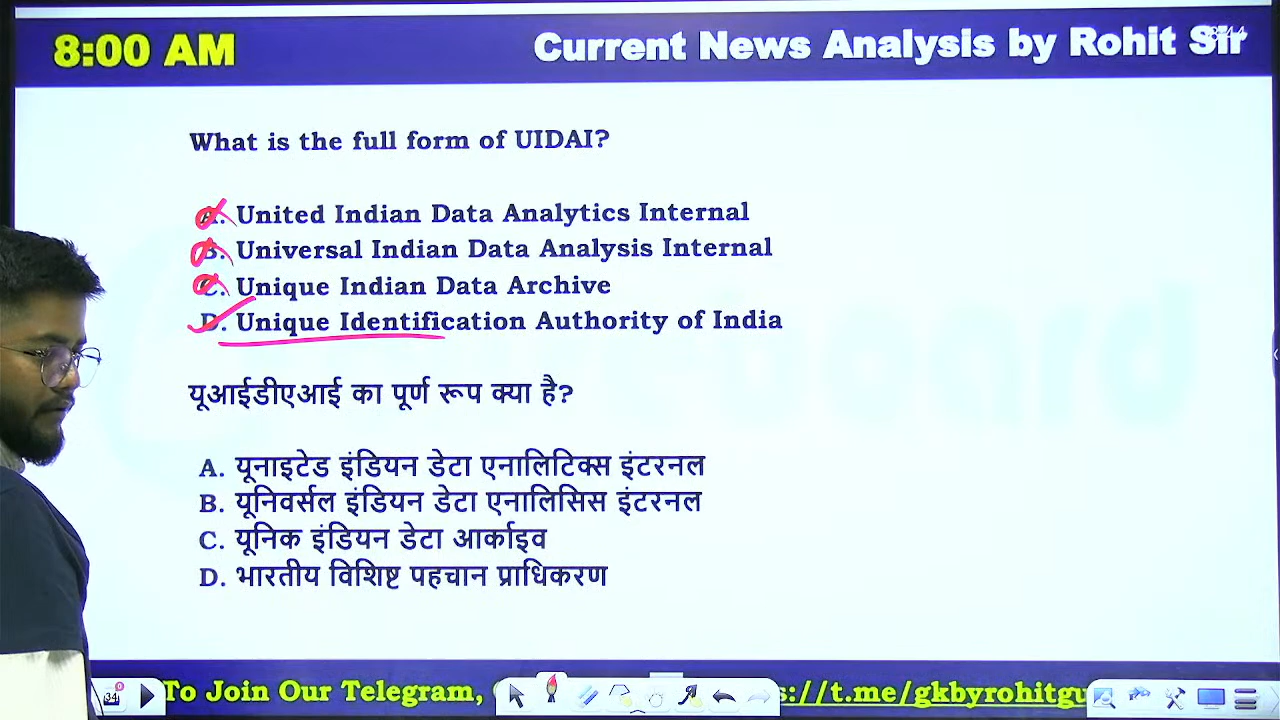 8:00 AM
Current News Analysis by Rohit Sir
What is the full form of UIDAI?
A. United Indian Data Analytics Internal
B. Universal Indian Data Analysis Internal
C. Unique Indian Data Archive
D. Unique Identification Authority of India
यूआईडीएआई का पूर्ण रूप क्या है?
A. यूनाइटेड इंडियन डेटा एनालिटिक्स इंटरनल
B. यूनिवर्सल इंडियन डेटा एनालिसिस इंटरनल
C. यूनिक इंडियन डेटा आर्काइव
D. भारतीय विशिष्ट पहचान प्राधिकरण
34
To Join Our Telegram,
s://t.me/gkbyrohitgu